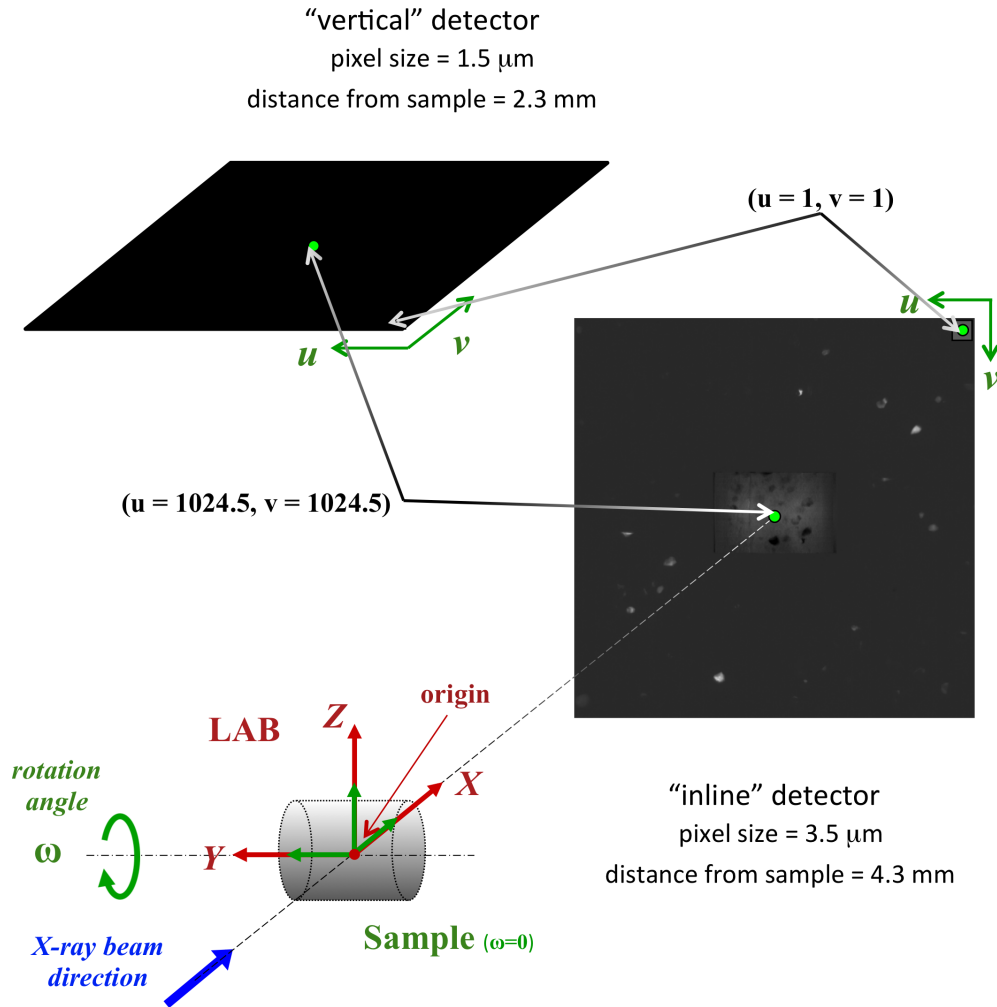 “vertical” detector
pixel size = 1.5 μm
distance from sample = 2.3 mm
(u = 1, v = 1)
u
v
u
v
(u = 1024.5, v = 1024.5)
origin
LAB
Z
X
rotation
angle
ω
Y
“inline” detector
pixel size = 3.5 μm
distance from sample = 4.3 mm
Sample (ω=0)
X-ray beam
direction